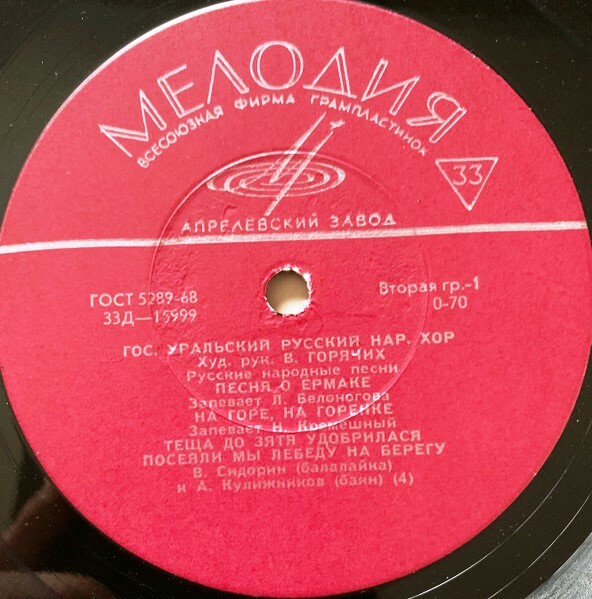 МЕЛОДИЯ
ВСЕСОЮЗНАЯ ФИРМА ГРАМПЛАСТИНОК
33
АПРЕЛЕВСКИЙ ЗАВОД
ГОСТ 5289-68
Вторая гр.-1
33Д—15999
0-70
ГОС. УРАЛЬСКИЙ РУССКИЙ НАР. ХОР
Худ. рук. В. ГОРЯЧИХ
Русские народные песни
ПЕСНЯ О ЕРМАКЕ
Запевает Л. Белоногова
НА ГОРЕ, НА ГОРЕНКЕ
Запевает Н. Кремешный
ТЕЩА ДО ЗЯТЯ УДОБРИЛАСЯ
ПОСЕЯЛИ МЫ ЛЕБЕДУ НА БЕРЕГУ
В. Сидорин (балалайка)
и А. Кулижников (баян) (4)